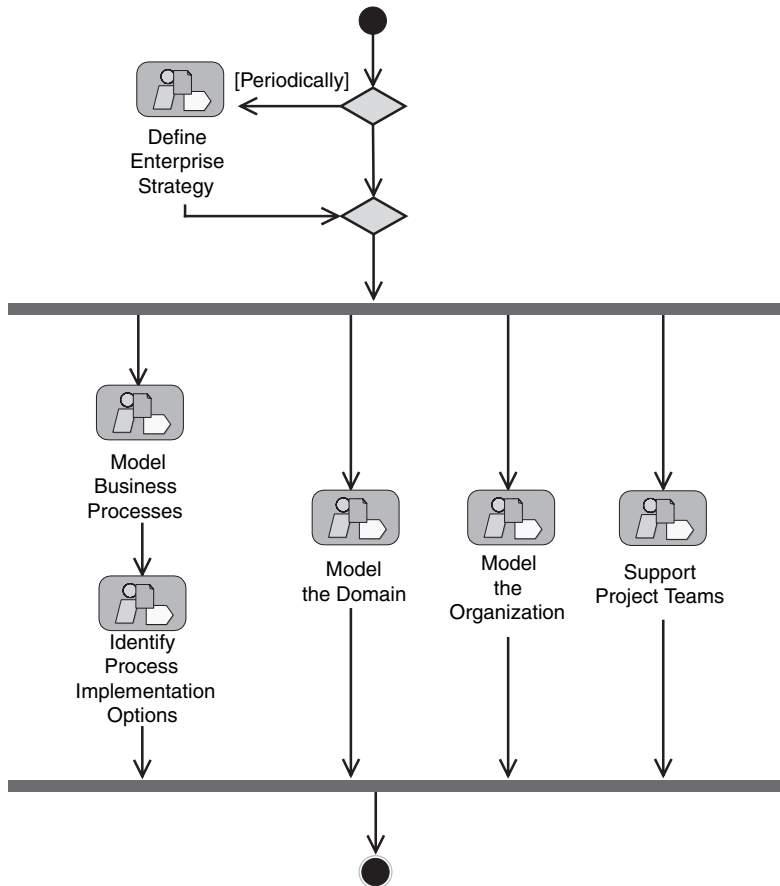 [Periodically]
Define
Enterprise
Strategy
Model
Business
Processes
Identify
Process
Implementation
Options
Model
the Domain
Model
the
Organization
Support
Project Teams